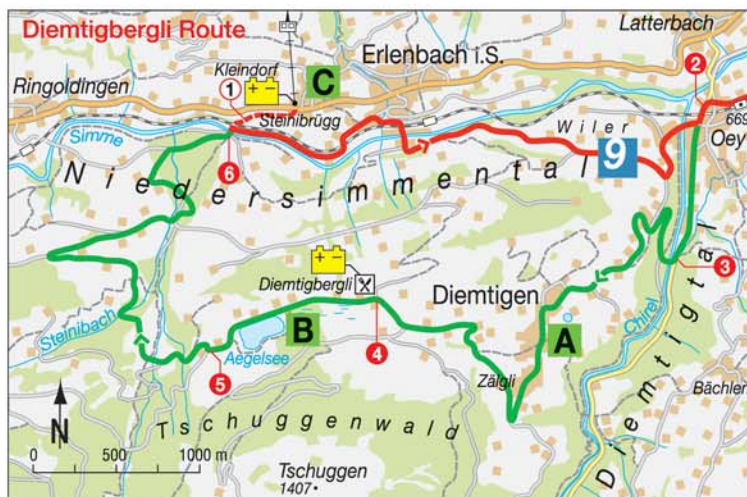 Diemtigbergli Route
Latterbach
Kleindorf
Erlenbach i.S.
Ringoldingen
C
1
2
Steinibrügg
669
Simme
Wiler
Oey
9
6
Niedersimmental
3
Diemtigbergli
Diemtigen
Chirel
Diemtigtal
Steinibach
B
A
4
5
Aegelsee
Zälgli
Bächlen
N
Tschuggenwald
0 500 1000 m
Tschuggen
1407